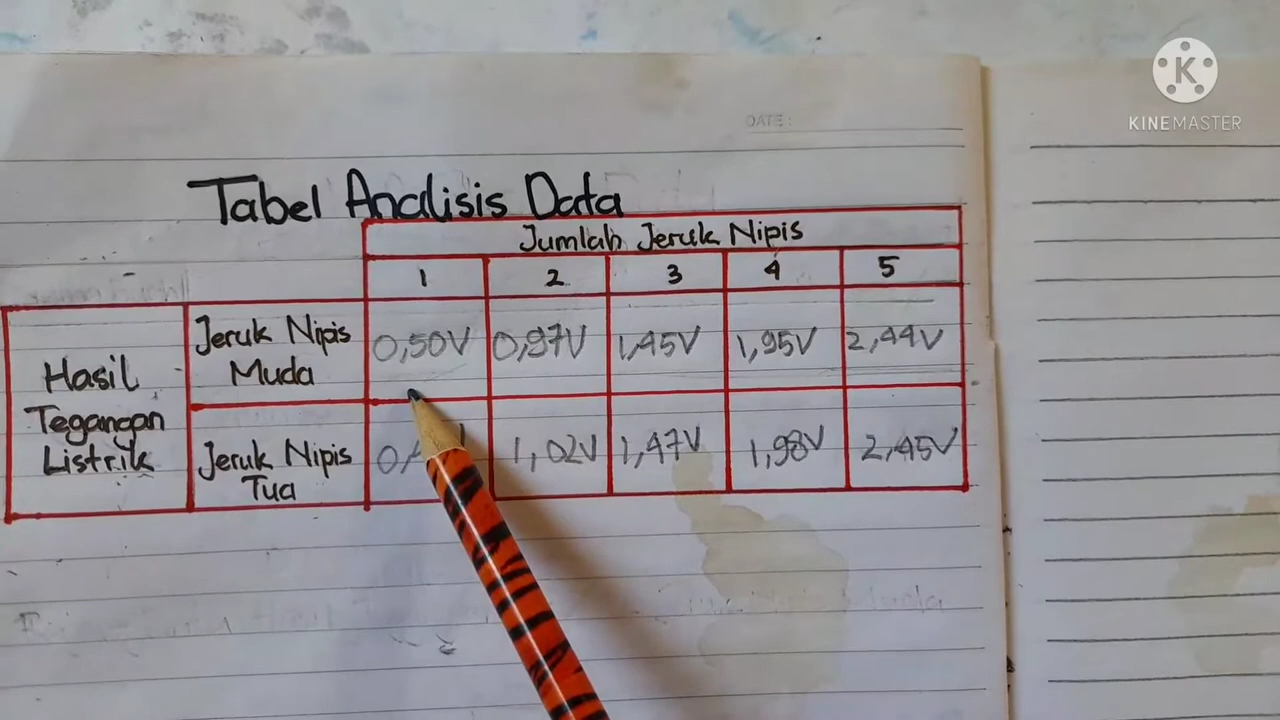 KINEMASTER
DATE:
Tabel Analisis Data
Jumlah Jeruk Nipis
1 2 3 4 5
Hasil Tegangan Listrik
Jeruk Nipis Muda
0,50V 0,97V 1,45V 1,95V 2,44V
Jeruk Nipis Tua
1,02V 1,47V 1,98V 2,45V